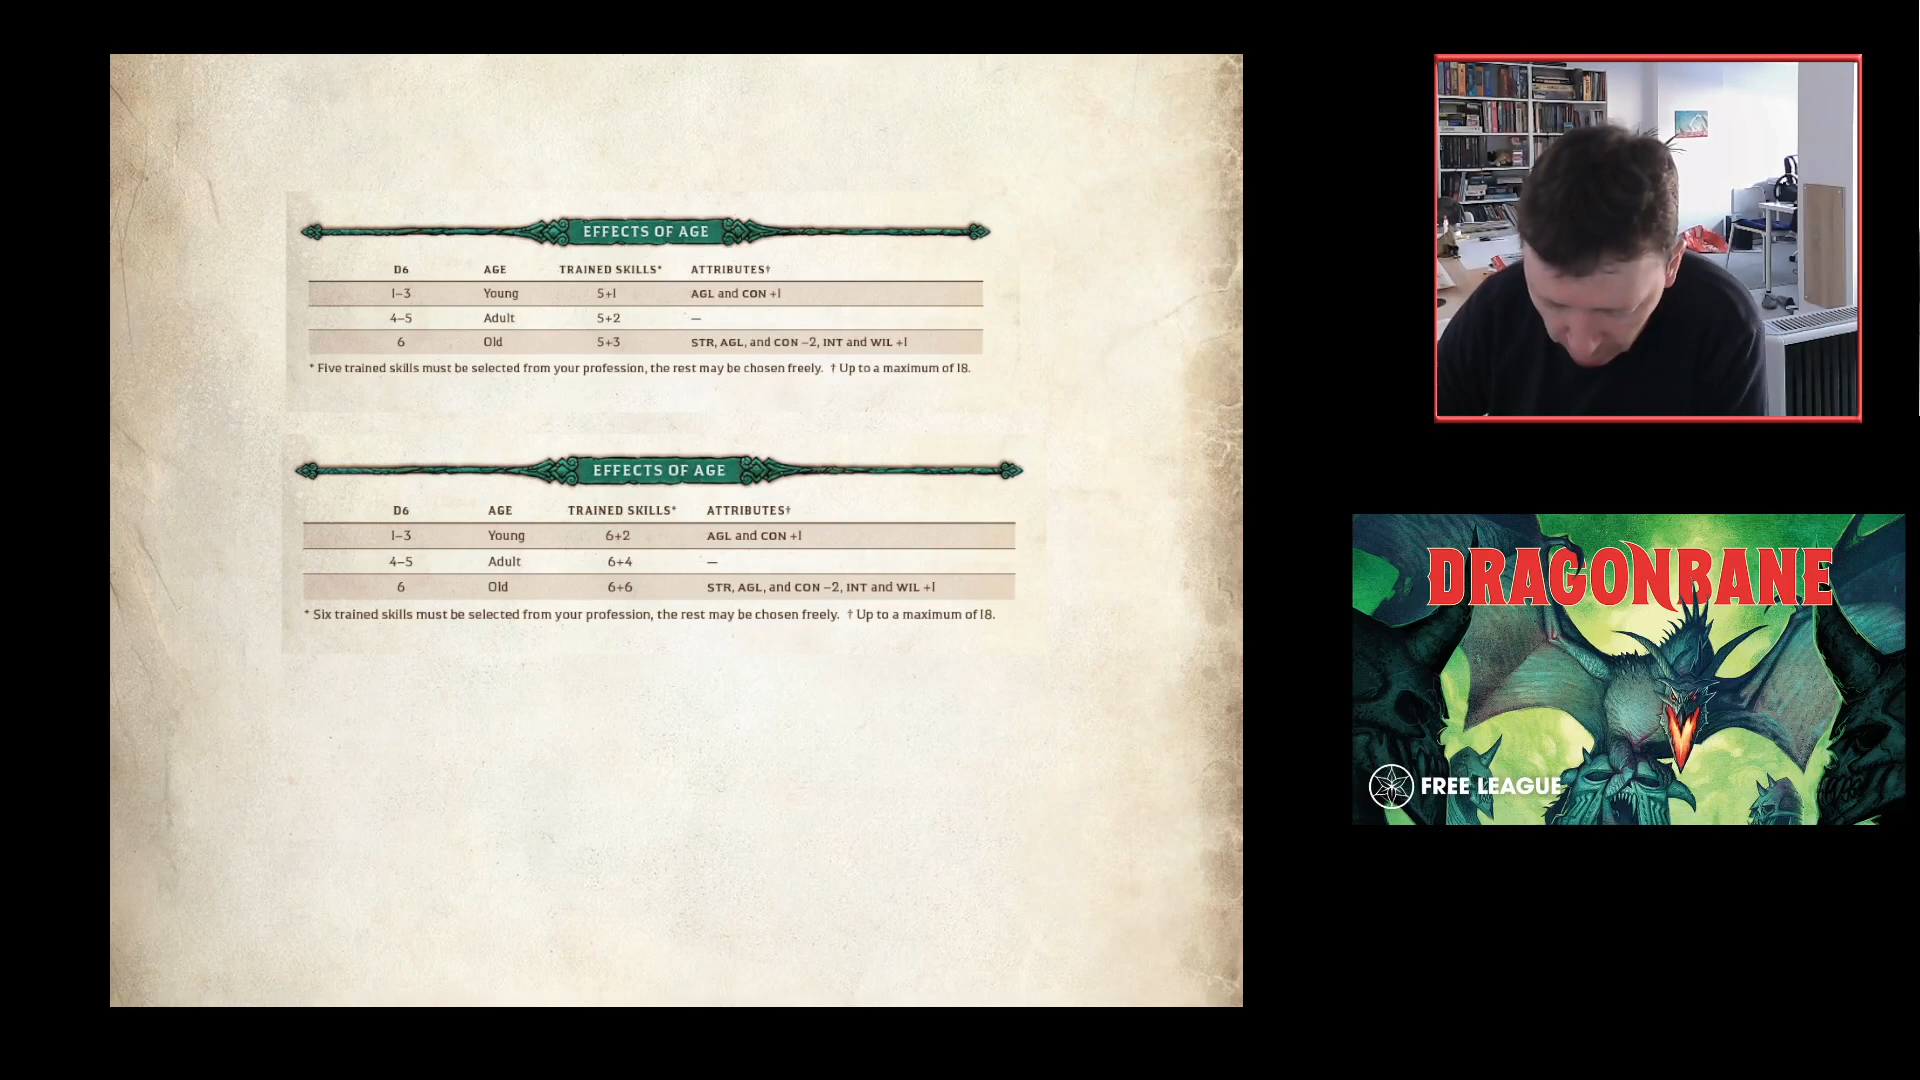 EFFECTS OF AGE
D6 AGE TRAINED SKILLS* ATTRIBUTES†
1–3 Young 5+1 AGL and CON +1
4–5 Adult 5+2 —
6 Old 5+3 STR, AGL, and CON –2, INT and WIL +1
* Five trained skills must be selected from your profession, the rest may be chosen freely. † Up to a maximum of 18.
EFFECTS OF AGE
D6 AGE TRAINED SKILLS* ATTRIBUTES†
1–3 Young 6+2 AGL and CON +1
4–5 Adult 6+4 —
6 Old 6+6 STR, AGL, and CON –2, INT and WIL +1
* Six trained skills must be selected from your profession, the rest may be chosen freely. † Up to a maximum of 18.
DRAGONBANE
FREE LEAGUE